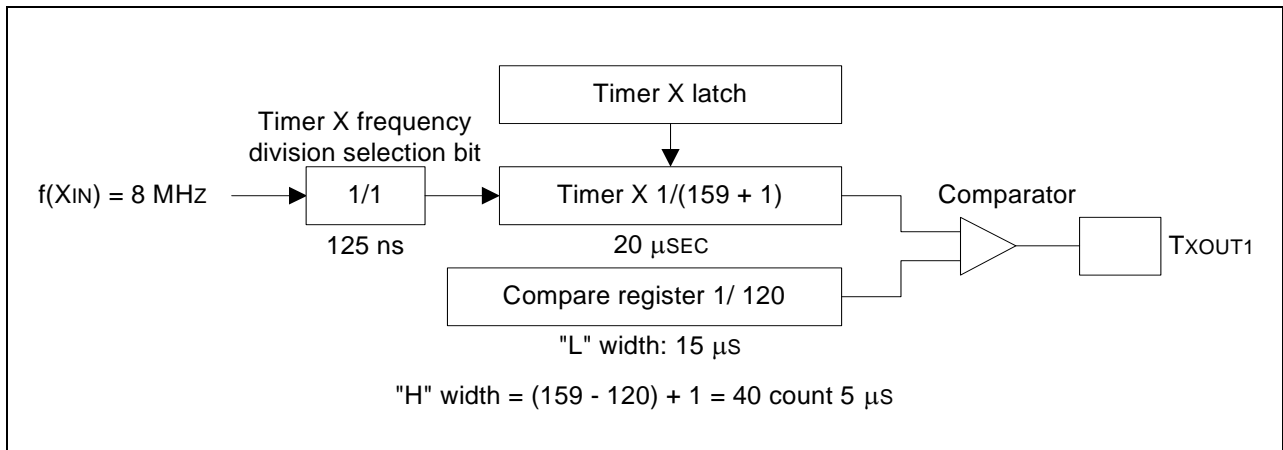 Timer X latch
Timer X frequency
division selection bit
f(XIN) = 8 MHZ
1/1
Timer X 1/(159 + 1)
Comparator
125 ns
20 μSEC
TXOUT1
Compare register 1/ 120
"L" width: 15 μS
"H" width = (159 - 120) + 1 = 40 count 5 μS